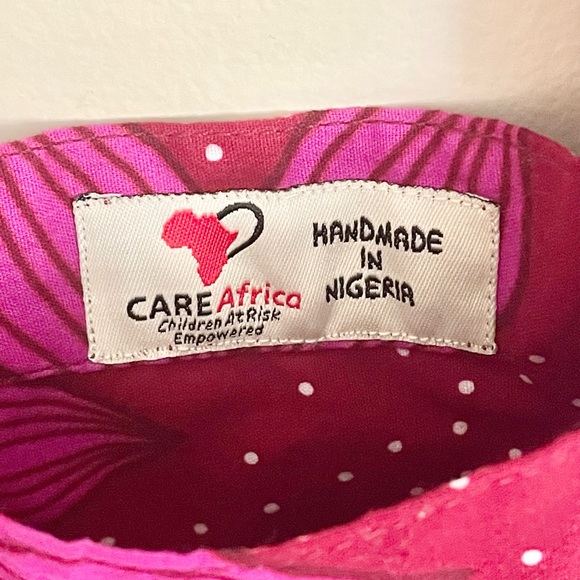 CARE Africa
Children At Risk
Empowered
HANDMADE
IN
NIGERIA